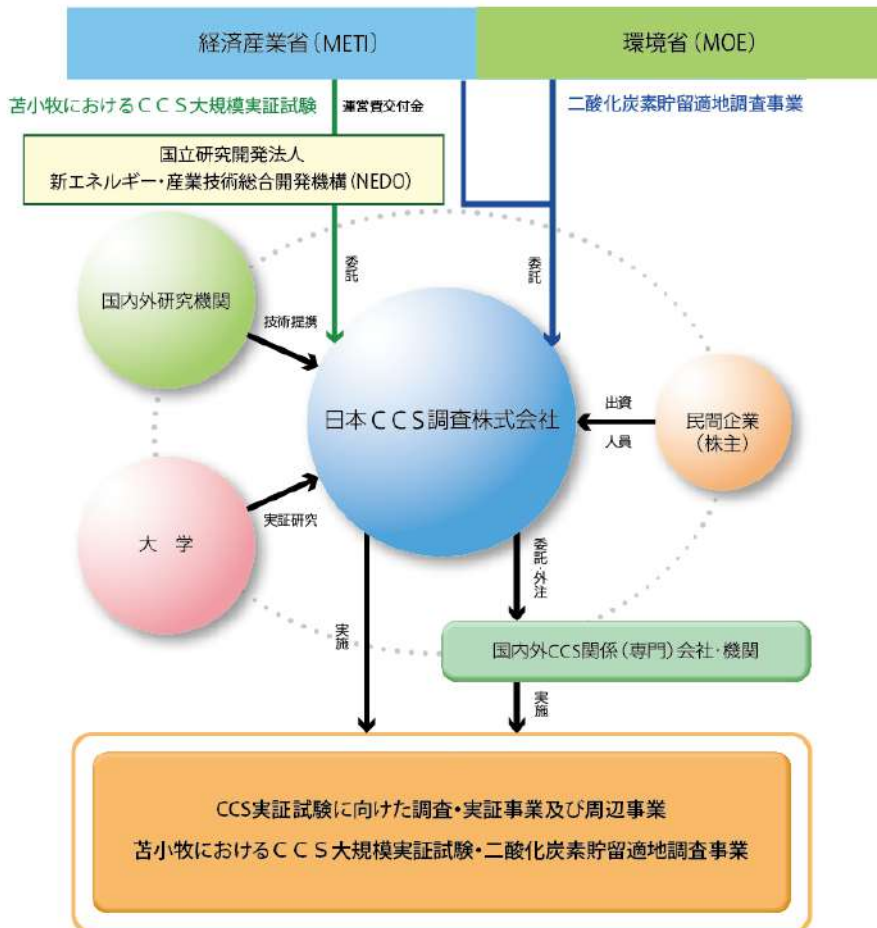 経済産業省(METI)
環境省(MOE)
苫小牧におけるCCS大規模実証試験
運営費交付金
二酸化炭素貯留適地調査事業
国立研究開発法人
新エネルギー・産業技術総合開発機構(NEDO)
委託
委託
国内外研究機関
技術提携
日本CCS調査株式会社
出資
人員
民間企業
(株主)
大 学
実証研究
委託・外注
実施
国内外CCS関係(専門)会社・機関
実施
CCS実証試験に向けた調査・実証事業及び周辺事業
苫小牧におけるCCS大規模実証試験・二酸化炭素貯留適地調査事業